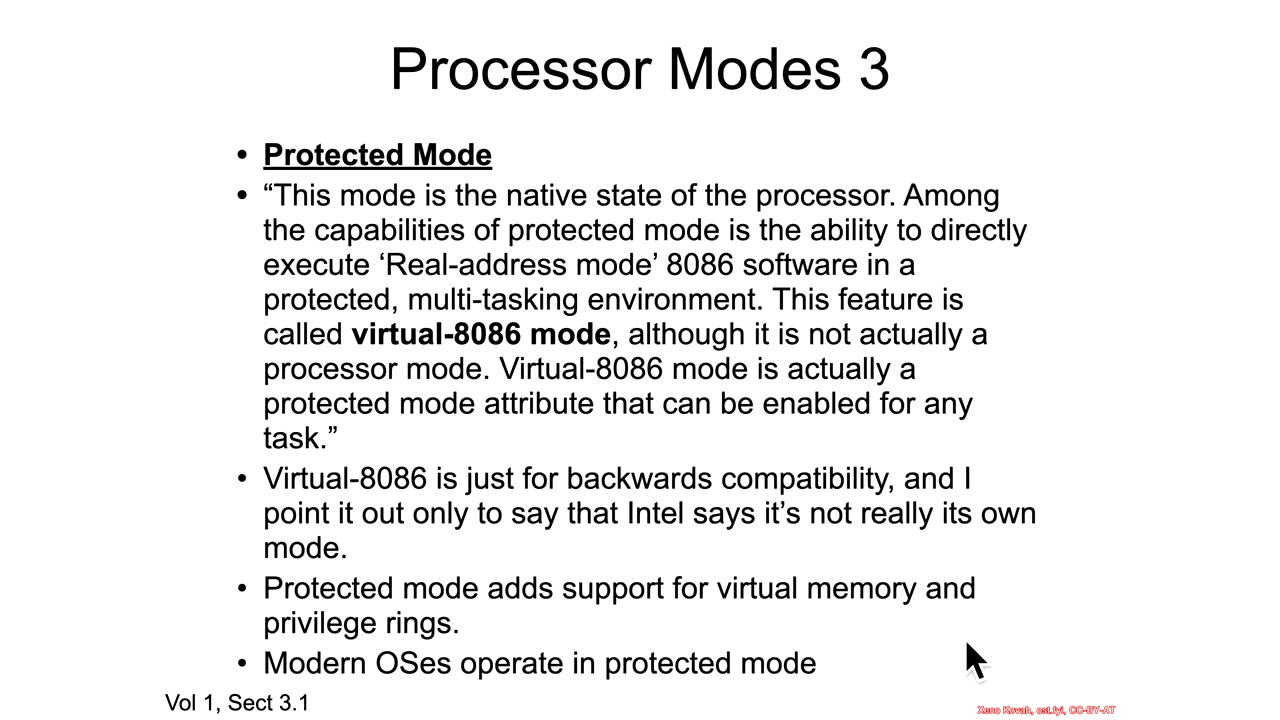 Processor Modes 3
• Protected Mode
• “This mode is the native state of the processor. Among
the capabilities of protected mode is the ability to directly
execute ‘Real-address mode’ 8086 software in a
protected, multi-tasking environment. This feature is
called virtual-8086 mode, although it is not actually a
processor mode. Virtual-8086 mode is actually a
protected mode attribute that can be enabled for any
task.”
• Virtual-8086 is just for backwards compatibility, and I
point it out only to say that Intel says it’s not really its own
mode.
• Protected mode adds support for virtual memory and
privilege rings.
• Modern OSes operate in protected mode
Vol 1, Sect 3.1
Xeno Kovah, ost.fyi, CC-BY-AT